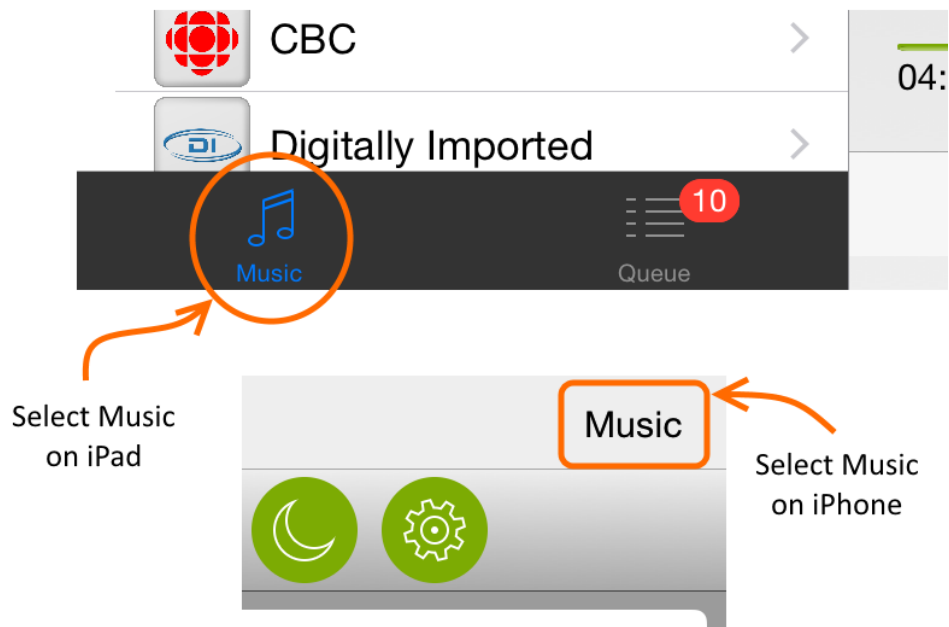 CBC
04:
DI
Digitally Imported
10
Music
Queue
Select Music
on iPad
Music
Select Music
on iPhone